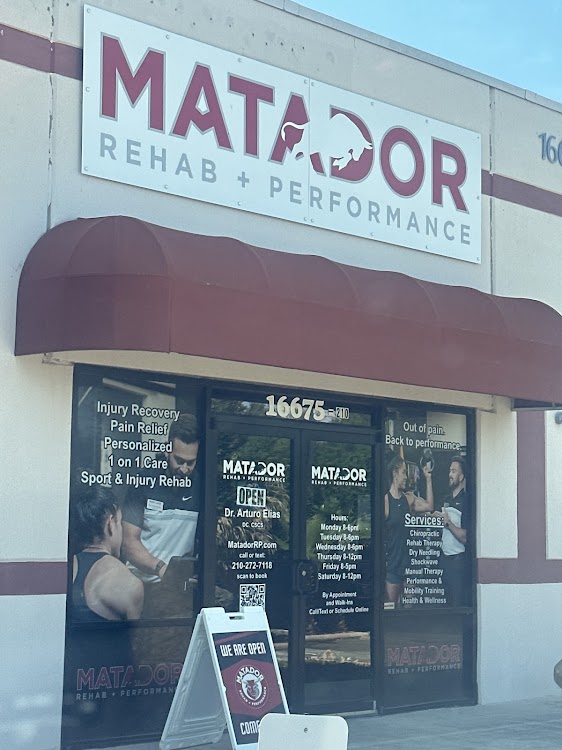 MATADOR
REHAB + PERFORMANCE
16675-210
Injury Recovery
Pain Relief
Personalized
1 on 1 Care
Sport & Injury Rehab
MATADOR
REHAB + PERFORMANCE
OPEN
Dr. Arturo Elias
DC, CSCS
MatadorRP.com
call or text:
210-272-7118
scan to book
MATADOR
REHAB + PERFORMANCE
Hours:
Monday 8-6pm
Tuesday 8-6pm
Wednesday 8-6pm
Thursday 8-12pm
Friday 8-5pm
Saturday 8-12pm
By Appointment
and Walk-Ins
Call/Text or Schedule Online
Out of pain.
Back to performance.
Services:
Chiropractic
Rehab Therapy
Dry Needling
Shockwave
Manual Therapy
Performance &
Mobility Training
Health & Wellness
MATADOR
REHAB + PERFORMANCE
MATADOR
REHAB + PERFORMANCE
WE ARE OPEN
MATADOR